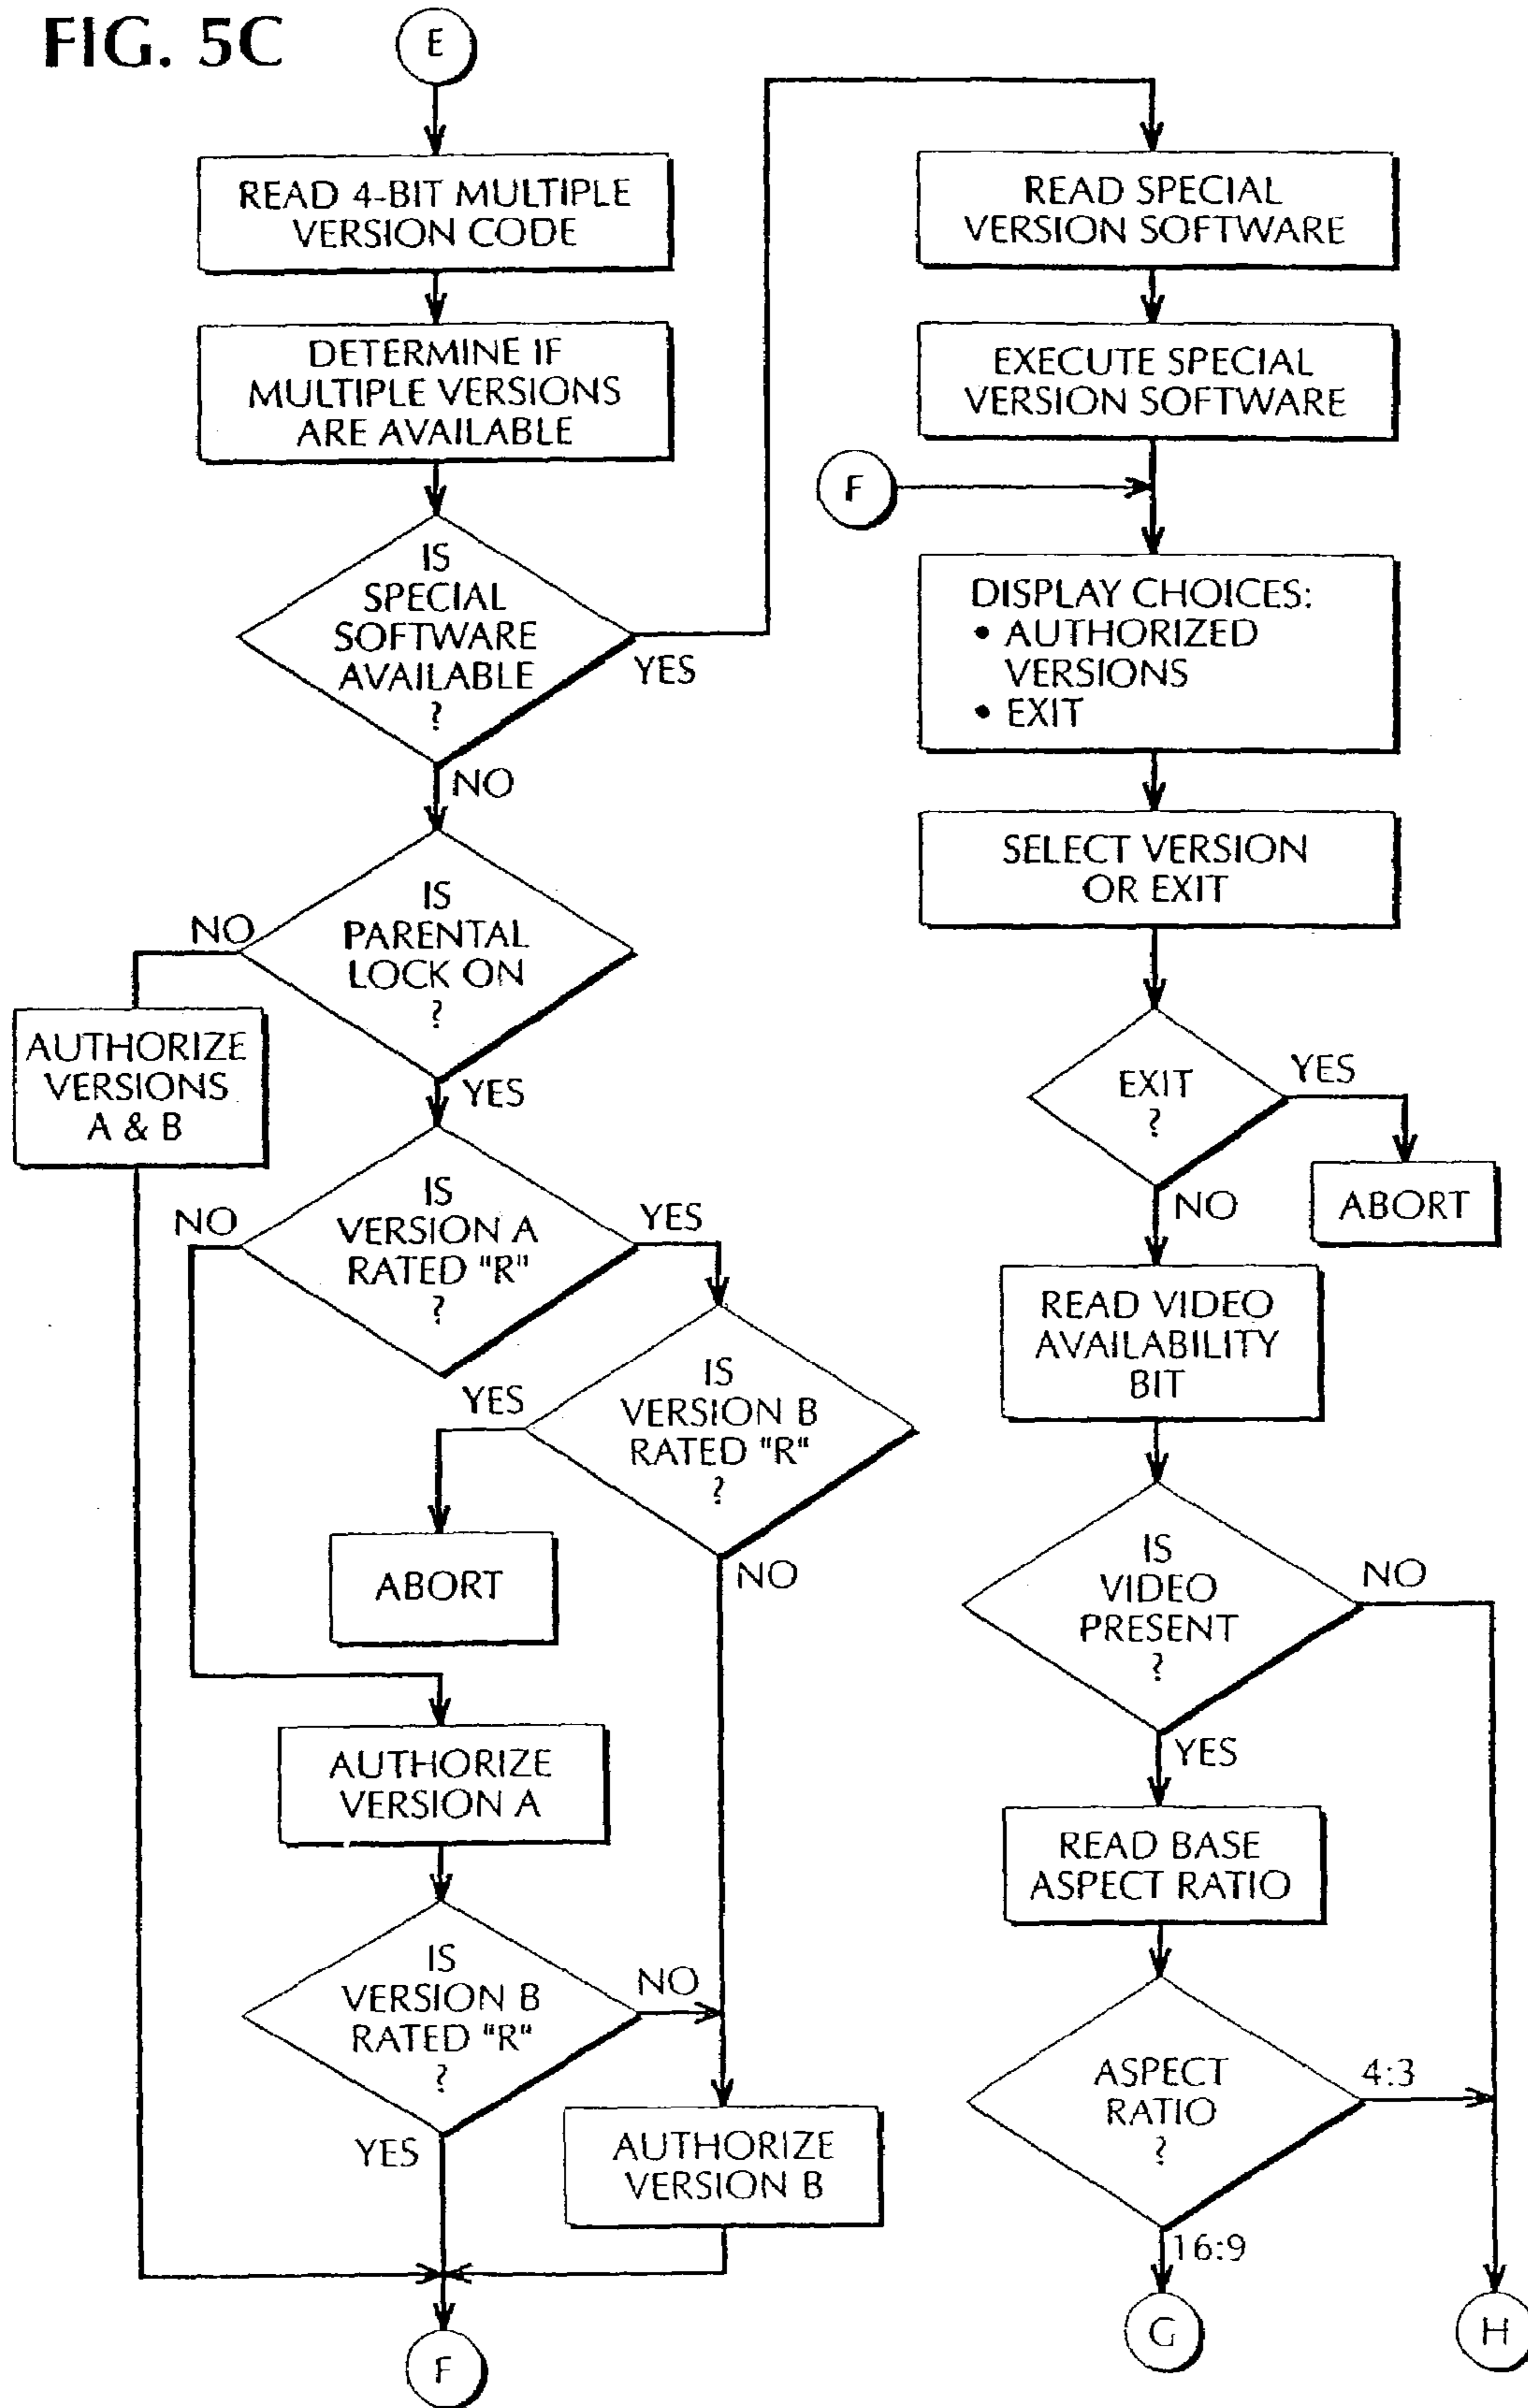 FIG. 5C
E
READ 4-BIT MULTIPLE
VERSION CODE
DETERMINE IF
MULTIPLE VERSIONS
ARE AVAILABLE
IS
SPECIAL
SOFTWARE
AVAILABLE
?
YES
NO
IS
PARENTAL
LOCK ON
?
NO
AUTHORIZE
VERSIONS
A & B
YES
IS
VERSION A
RATED "R"
?
NO
YES
IS
VERSION B
RATED "R"
?
YES
ABORT
NO
AUTHORIZE
VERSION A
IS
VERSION B
RATED "R"
?
NO
YES
AUTHORIZE
VERSION B
F
READ SPECIAL
VERSION SOFTWARE
EXECUTE SPECIAL
VERSION SOFTWARE
F
DISPLAY CHOICES:
• AUTHORIZED
VERSIONS
• EXIT
SELECT VERSION
OR EXIT
EXIT
?
YES
ABORT
NO
READ VIDEO
AVAILABILITY
BIT
IS
VIDEO
PRESENT
?
NO
YES
READ BASE
ASPECT RATIO
ASPECT
RATIO
?
4:3
16:9
G
H